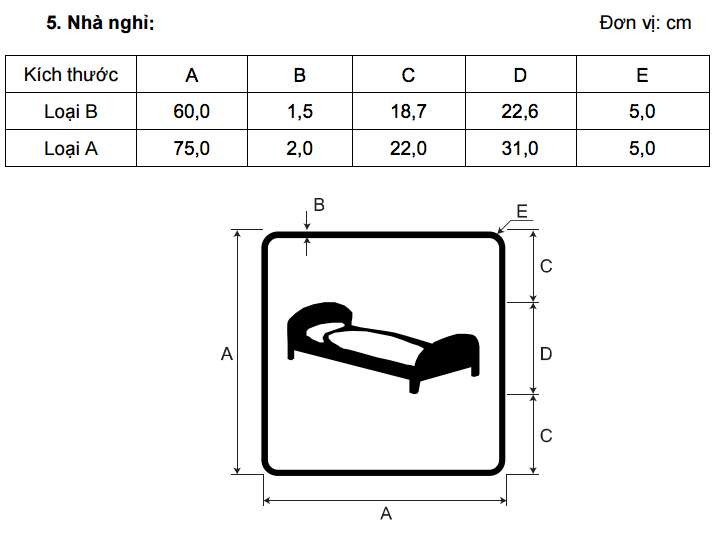 5. Nhà nghỉ: Đơn vị: cm
Kích thước A B C D E
Loại B 60,0 1,5 18,7 22,6 5,0
Loại A 75,0 2,0 22,0 31,0 5,0
B
E
C
A
D
C
A